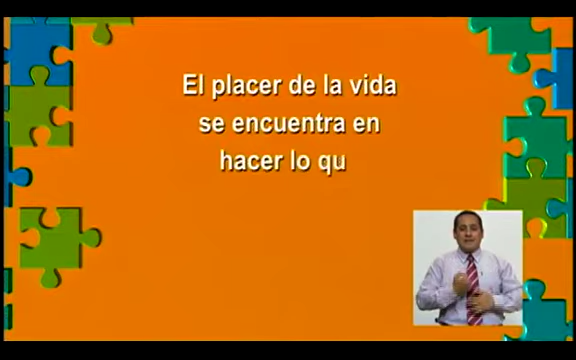 El placer de la vida
se encuentra en
hacer lo qu